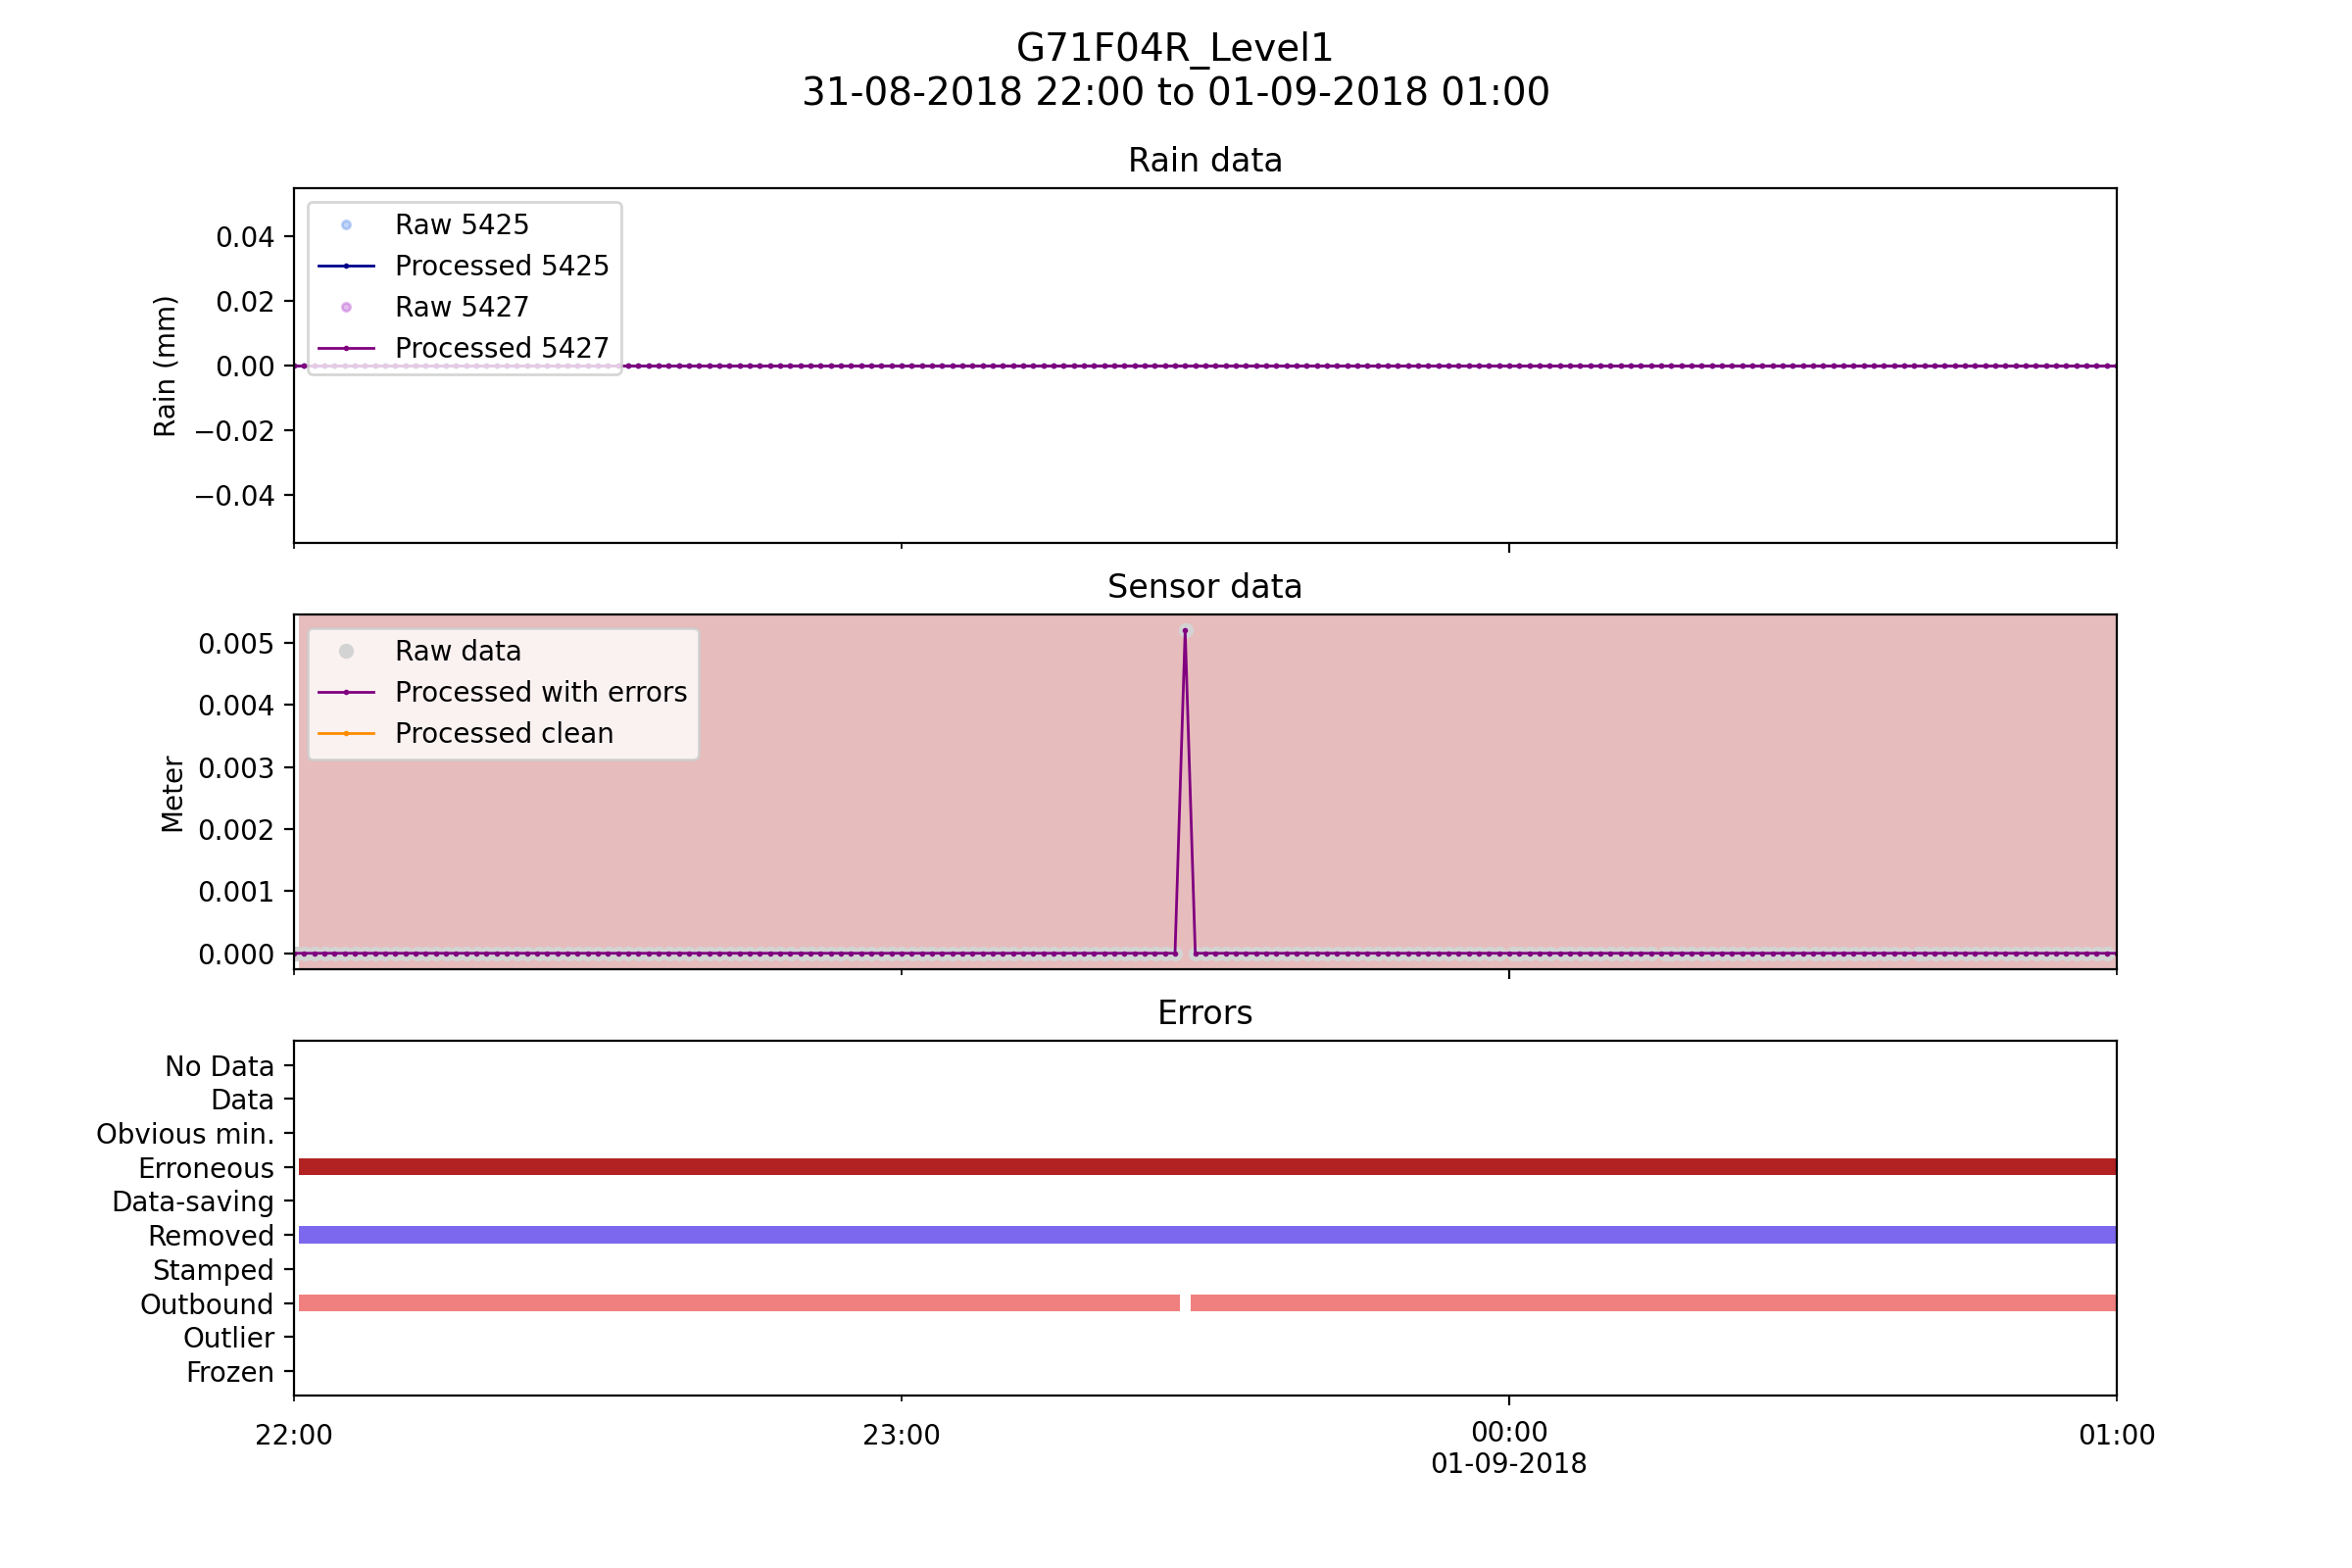 G71F04R_Level1
31-08-2018 22:00 to 01-09-2018 01:00
Rain data
Rain (mm)
0.04
0.02
0.00
−0.02
−0.04
Raw 5425
Processed 5425
Raw 5427
Processed 5427
Sensor data
Meter
0.005
0.004
0.003
0.002
0.001
0.000
Raw data
Processed with errors
Processed clean
Errors
No Data
Data
Obvious min.
Erroneous
Data-saving
Removed
Stamped
Outbound
Outlier
Frozen
22:00
23:00
00:00
01-09-2018
01:00